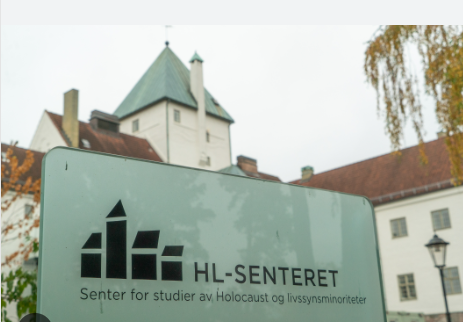 HL-SENTERET
Senter for studier av Holocaust og livssynsminoriteter